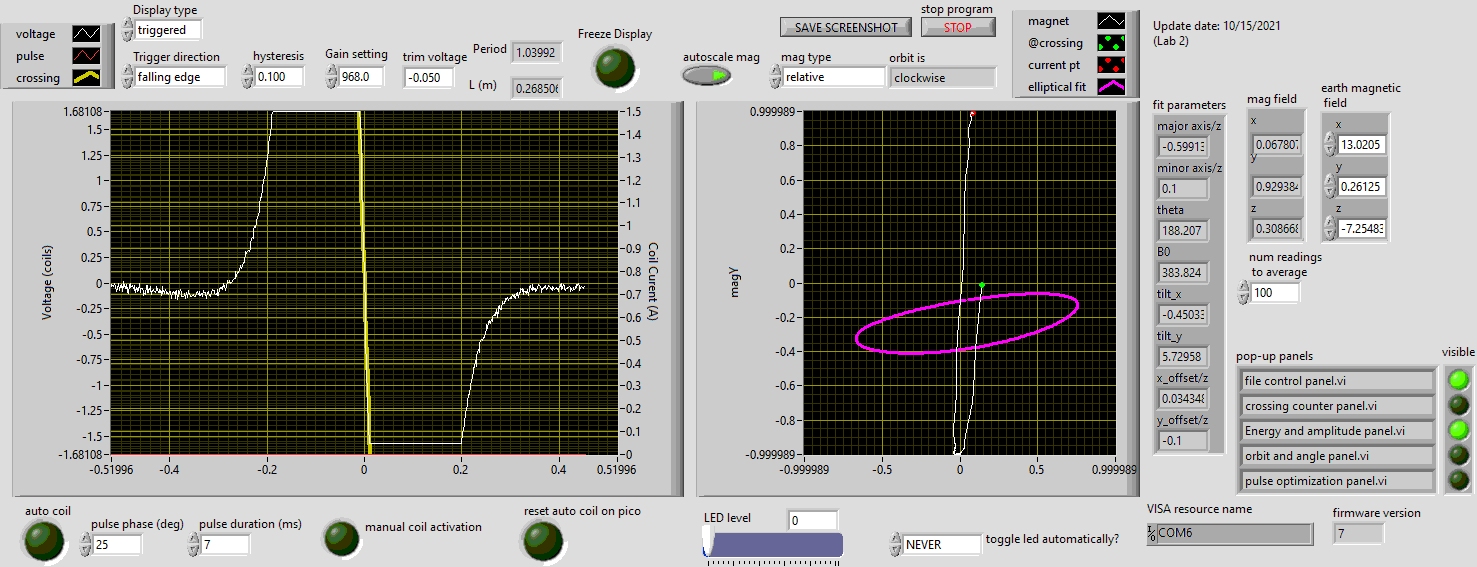 voltage
pulse
crossing
Display type
triggered
Trigger direction
falling edge
hysteresis
0.100
Gain setting
968.0
trim voltage
-0.050
Period
1.03992
L (m)
0.268506
Freeze Display
SAVE SCREENSHOT
stop program
STOP
autoscale mag
mag type
relative
orbit is
clockwise
magnet
@crossing
current pt
elliptical fit
Update date: 10/15/2021
(Lab 2)
1.68108
1.5
1.25
1
0.75
0.5
0.25
0
-0.25
-0.5
-0.75
-1
-1.25
-1.5
-1.68108
Voltage (coils)
-0.51996
-0.4
-0.2
0
0.2
0.4
0.51996
1.5
1.4
1.3
1.2
1.1
1
0.9
0.8
0.7
0.6
0.5
0.4
0.3
0.2
0.1
0
Coil Curent (A)
0.999989
0.8
0.6
0.4
0.2
0
-0.2
-0.4
-0.6
-0.8
-0.999989
magY
-0.999989
-0.5
0
0.5
0.999989
fit parameters
major axis/z
-0.5991
minor axis/z
0.1
theta
188.207
B0
383.824
tilt_x
-0.4503
tilt_y
5.72958
x_offset/z
0.034348
y_offset/z
-0.1
mag field
x
0.067807
y
0.929384
z
0.308668
earth magnetic
field
x
13.0205
y
0.26125
z
-7.25483
num readings
to average
100
pop-up panels
visible
file control panel.vi
crossing counter panel.vi
Energy and amplitude panel.vi
orbit and angle panel.vi
pulse optimization panel.vi
auto coil
pulse phase (deg)
25
pulse duration (ms)
7
manual coil activation
reset auto coil on pico
LED level
0
NEVER
toggle led automatically?
VISA resource name
COM6
firmware version
7